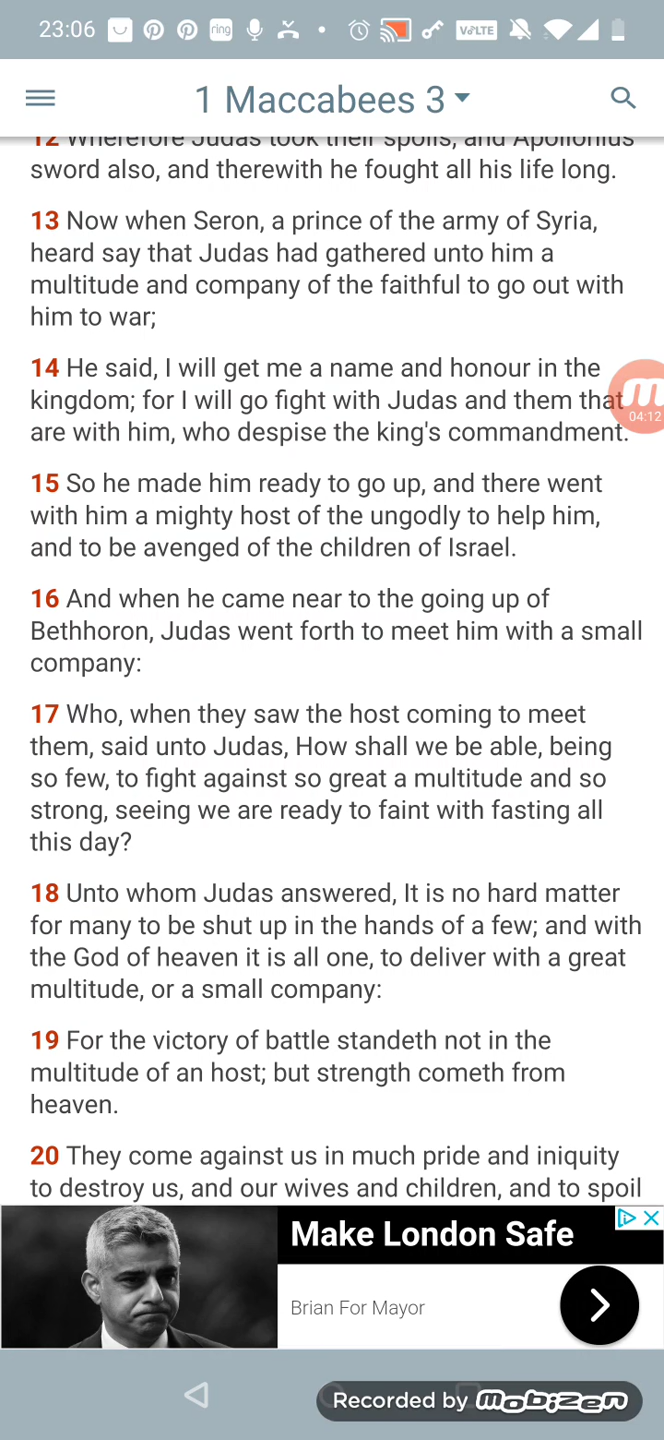 23:06 ring VoLTE
1 Maccabees 3
12 Wherefore Judas took their spoils, and Apollonius'
sword also, and therewith he fought all his life long.
13 Now when Seron, a prince of the army of Syria,
heard say that Judas had gathered unto him a
multitude and company of the faithful to go out with
him to war;
14 He said, I will get me a name and honour in the
kingdom; for I will go fight with Judas and them that
are with him, who despise the king's commandment.
04:12
15 So he made him ready to go up, and there went
with him a mighty host of the ungodly to help him,
and to be avenged of the children of Israel.
16 And when he came near to the going up of
Bethhoron, Judas went forth to meet him with a small
company:
17 Who, when they saw the host coming to meet
them, said unto Judas, How shall we be able, being
so few, to fight against so great a multitude and so
strong, seeing we are ready to faint with fasting all
this day?
18 Unto whom Judas answered, It is no hard matter
for many to be shut up in the hands of a few; and with
the God of heaven it is all one, to deliver with a great
multitude, or a small company:
19 For the victory of battle standeth not in the
multitude of an host; but strength cometh from
heaven.
20 They come against us in much pride and iniquity
to destroy us, and our wives and children, and to spoil
Make London Safe
Brian For Mayor
Recorded by mobizen